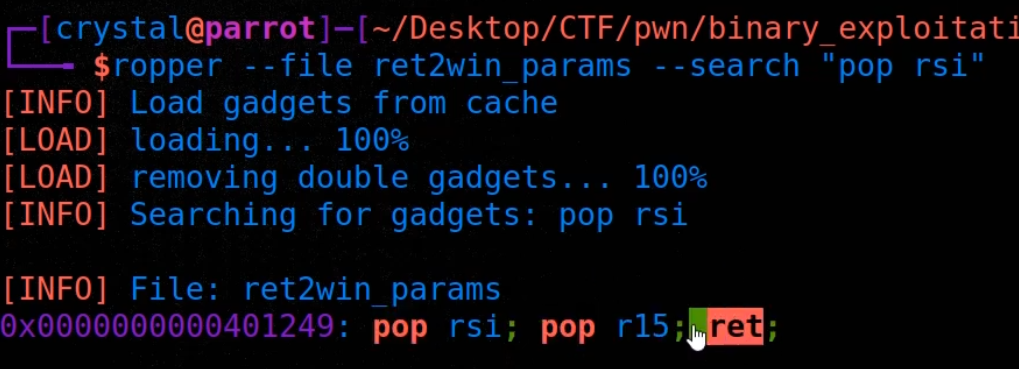 [crystal@parrot]-[~/Desktop/CTF/pwn/binary_exploitati
$ropper --file ret2win_params --search "pop rsi"
[INFO] Load gadgets from cache
[LOAD] loading... 100%
[LOAD] removing double gadgets... 100%
[INFO] Searching for gadgets: pop rsi
[INFO] File: ret2win_params
0x0000000000401249: pop rsi; pop r15; ret;